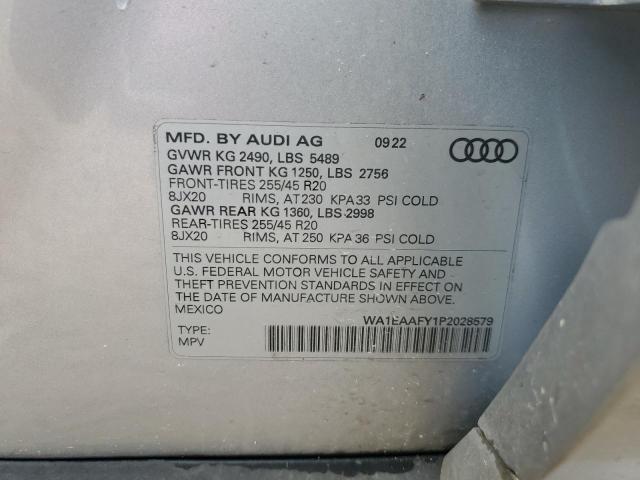 MFD. BY AUDI AG 09 22
GVWR KG 2490, LBS 5489
GAWR FRONT KG 1250, LBS 2756
FRONT-TIRES 255/45 R20
8JX20 RIMS, AT 230 KPA 33 PSI COLD
GAWR REAR KG 1360, LBS 2998
REAR-TIRES 255/45 R20
8JX20 RIMS, AT 250 KPA 36 PSI COLD
THIS VEHICLE CONFORMS TO ALL APPLICABLE
U.S. FEDERAL MOTOR VEHICLE SAFETY AND
THEFT PREVENTION STANDARDS IN EFFECT ON
THE DATE OF MANUFACTURE SHOWN ABOVE.
MEXICO
WA1EAAFY1P2028579
TYPE:
MPV